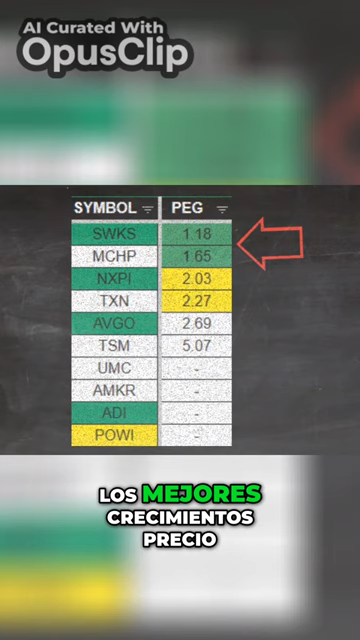 AI Curated With
OpusClip
SYMBOL PEG
SWKS 1.18
MCHP 1.65
NXPI 2.03
TXN 2.27
AVGO 2.69
TSM 5.07
UMC -
AMKR -
ADI -
POWI -
LOS MEJORES
CRECIMIENTOS
PRECIO